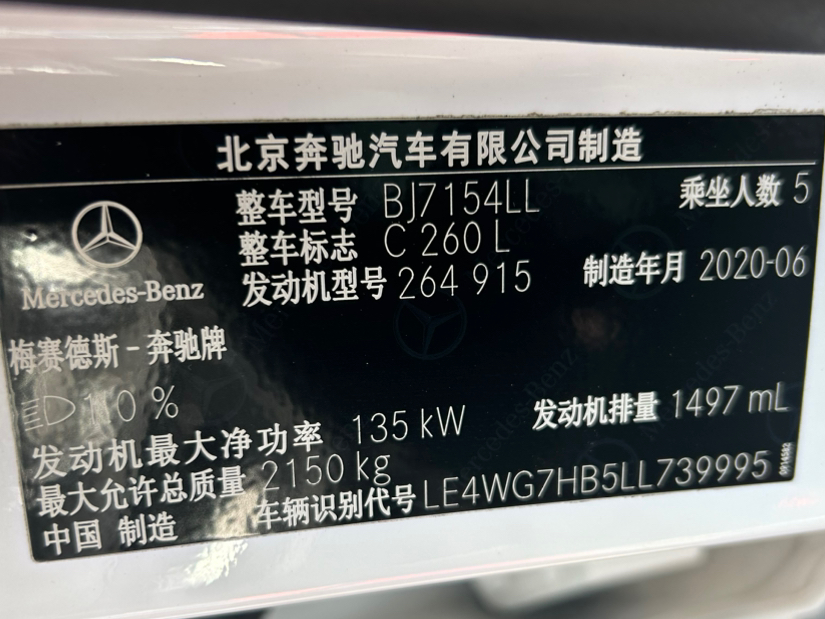 北京奔驰汽车有限公司制造
整车型号 BJ7154LL 乘坐人数 5
整车标志 C 260 L
发动机型号 264 915 制造年月 2020-06
Mercedes-Benz
梅赛德斯－奔驰牌
1.0 %
发动机最大净功率 135 kW 发动机排量 1497 mL
最大允许总质量 2150 kg
中国 制造 车辆识别代号 LE4WG7HB5LL739995